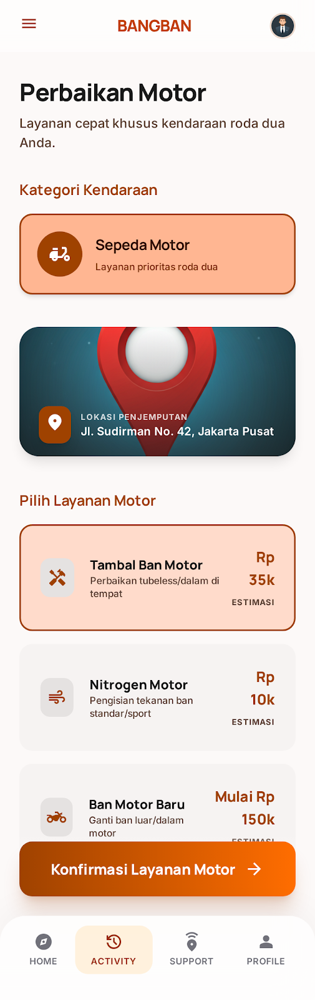 BANGBAN
Perbaikan Motor
Layanan cepat khusus kendaraan roda dua
Anda.
Kategori Kendaraan
Sepeda Motor
Layanan prioritas roda dua
LOKASI PENJEMPUTAN
Jl. Sudirman No. 42, Jakarta Pusat
Pilih Layanan Motor
Tambal Ban Motor
Perbaikan tubeless/dalam di
tempat
Rp
35k
ESTIMASI
Nitrogen Motor
Pengisian tekanan ban
standar/sport
Rp
10k
ESTIMASI
Ban Motor Baru
Ganti ban luar/dalam
motor
Mulai Rp
150k
ESTIMASI
Konfirmasi Layanan Motor
HOME
ACTIVITY
SUPPORT
PROFILE